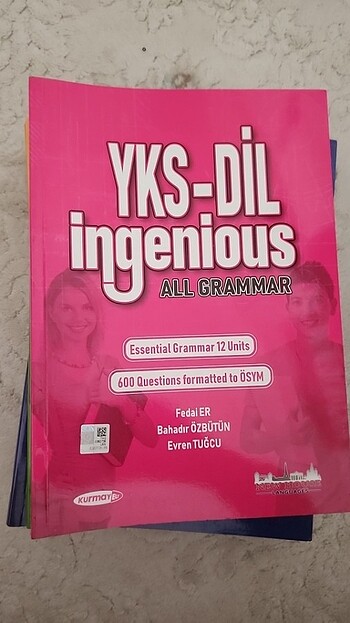 YKS-DİL
ingenious
ALL GRAMMAR
Essential Grammar 12 Units
600 Questions formatted to ÖSYM
Fedai ER
Bahadır ÖZBÜTÜN
Evren TUĞCU
kurmay
LANGUAGES